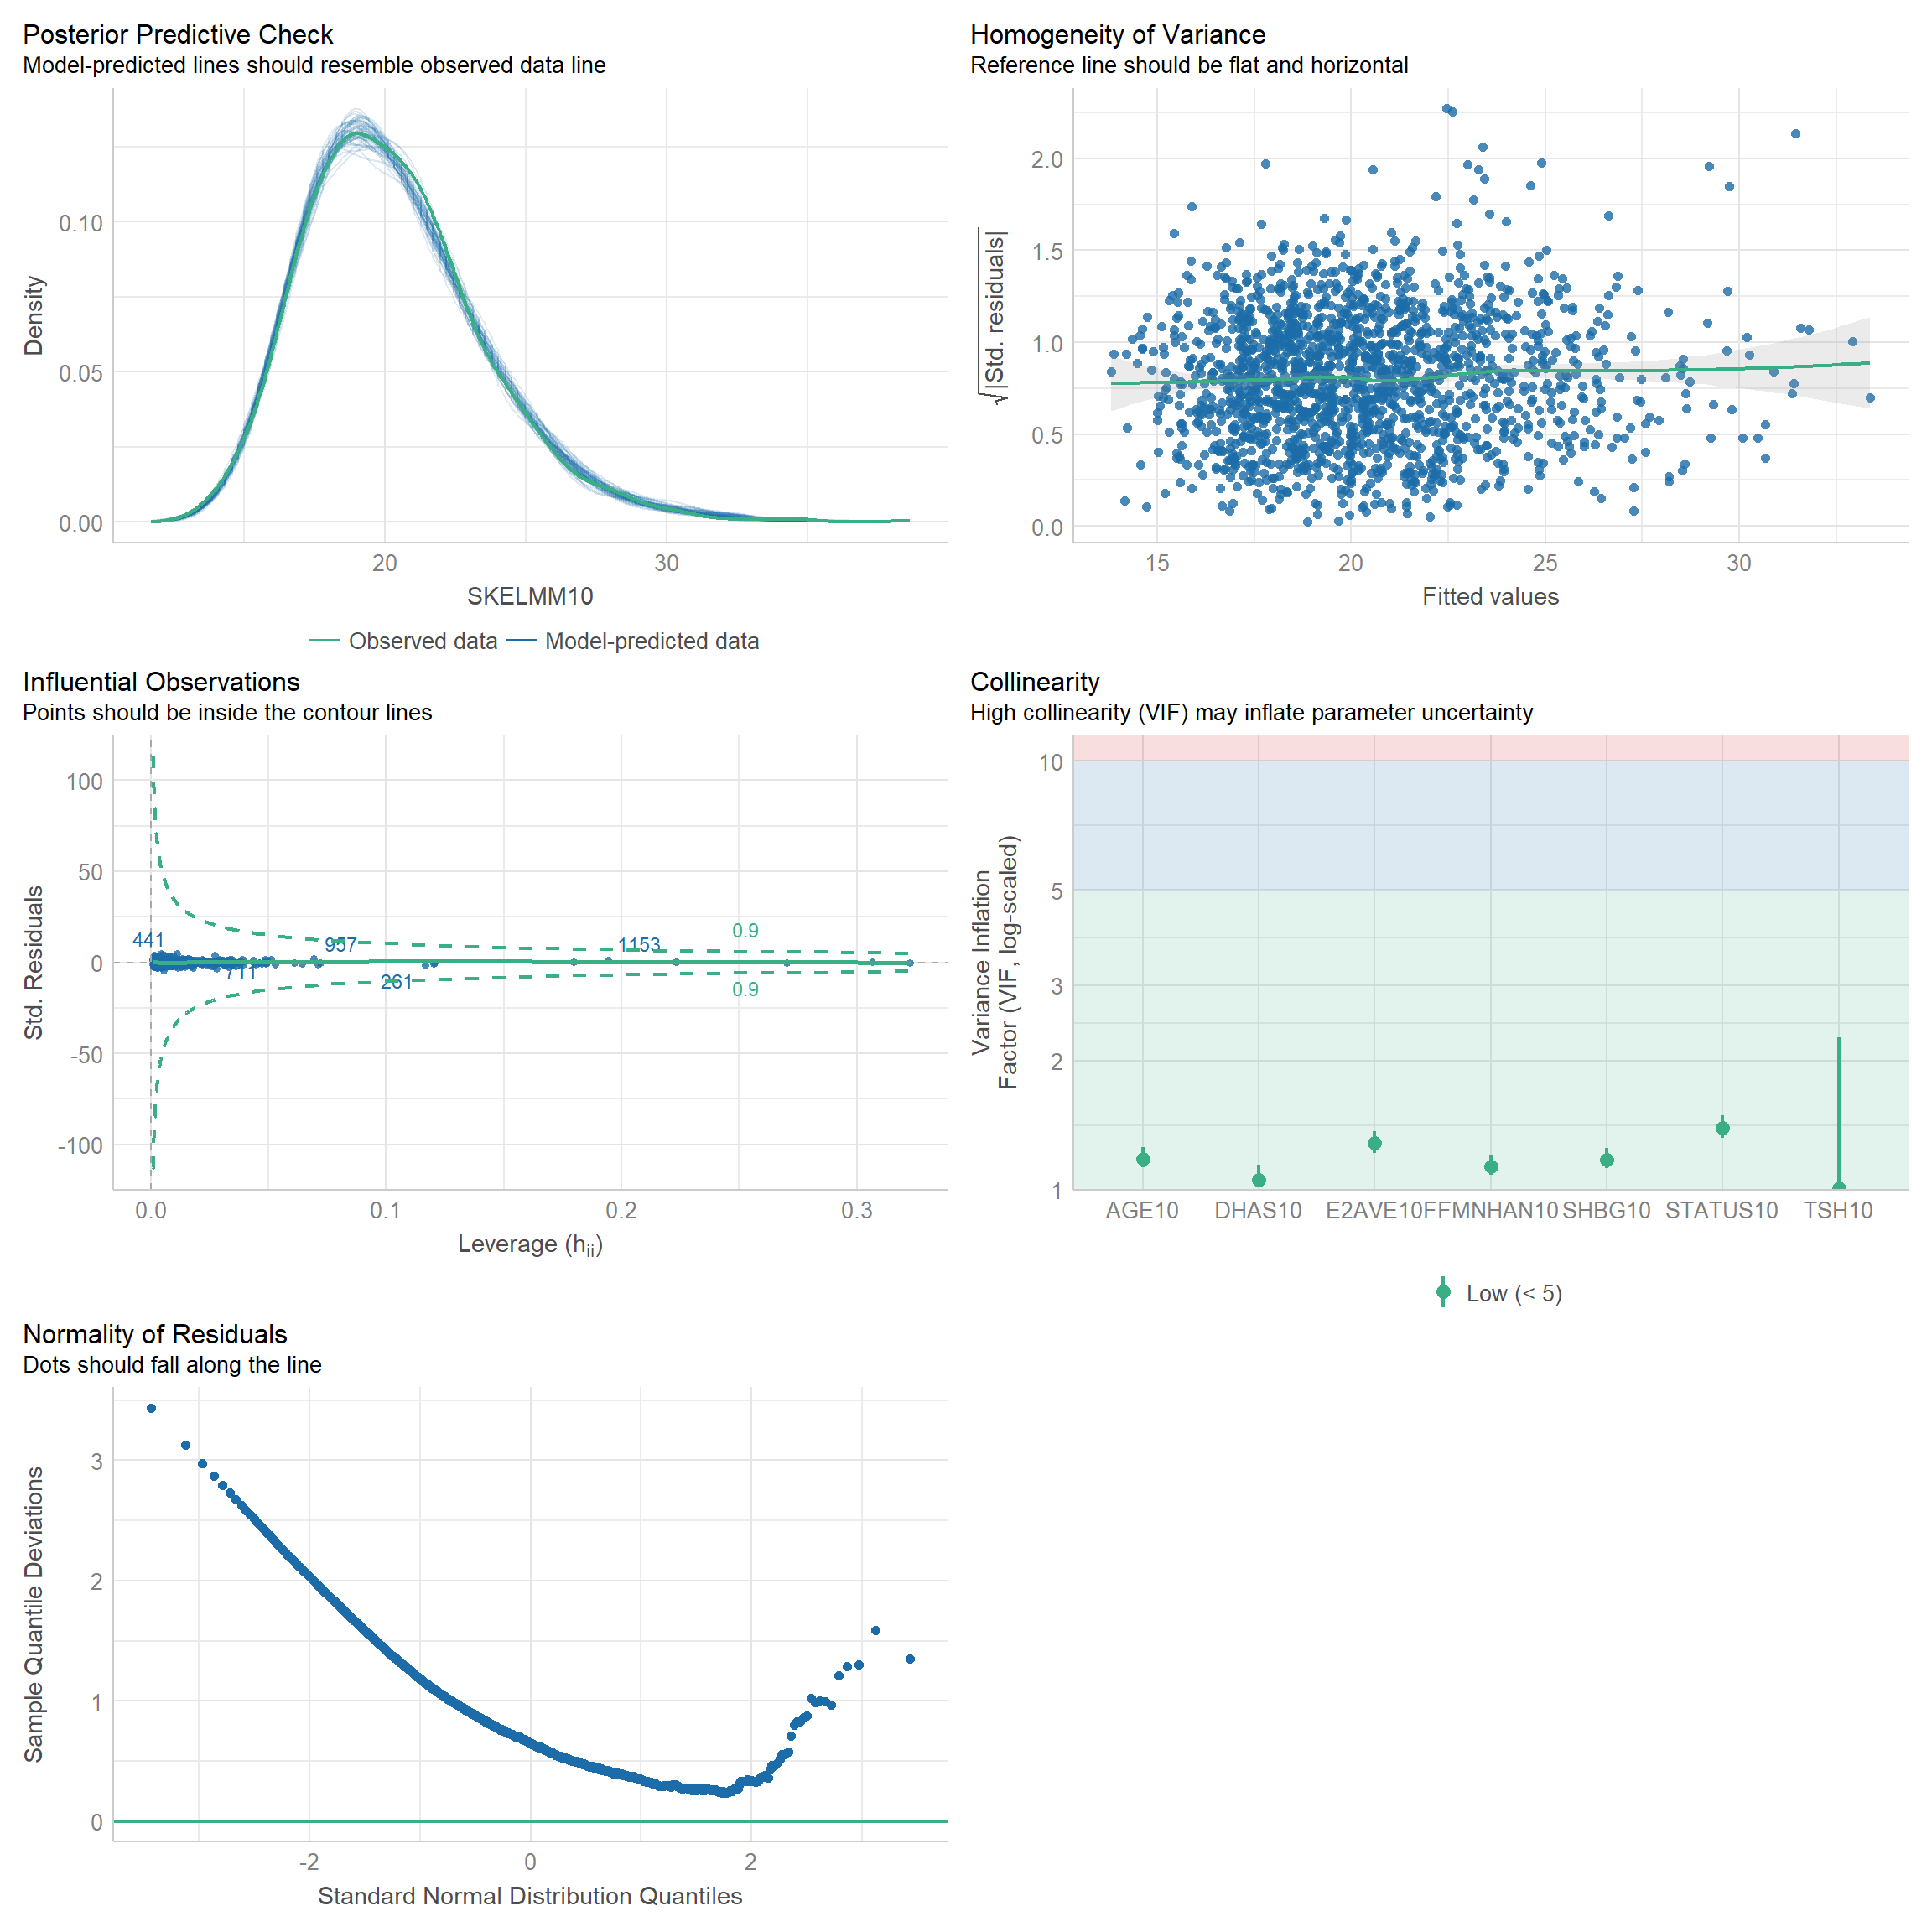 Posterior Predictive Check
Model-predicted lines should resemble observed data line
Density
0.10
0.05
0.00
20
30
SKELMM10
Observed data
Model-predicted data
Homogeneity of Variance
Reference line should be flat and horizontal
√|Std. residuals|
2.0
1.5
1.0
0.5
0.0
15
20
25
30
Fitted values
Influential Observations
Points should be inside the contour lines
Std. Residuals
100
50
0
-50
-100
441
957
1153
711
261
0.9
0.9
0.0
0.1
0.2
0.3
Leverage (hii)
Collinearity
High collinearity (VIF) may inflate parameter uncertainty
Variance Inflation
Factor (VIF, log-scaled)
10
5
3
2
1
AGE10
DHAS10
E2AVE10
FFMNHAN10
SHBG10
STATUS10
TSH10
Low (< 5)
Normality of Residuals
Dots should fall along the line
Sample Quantile Deviations
3
2
1
0
-2
0
2
Standard Normal Distribution Quantiles